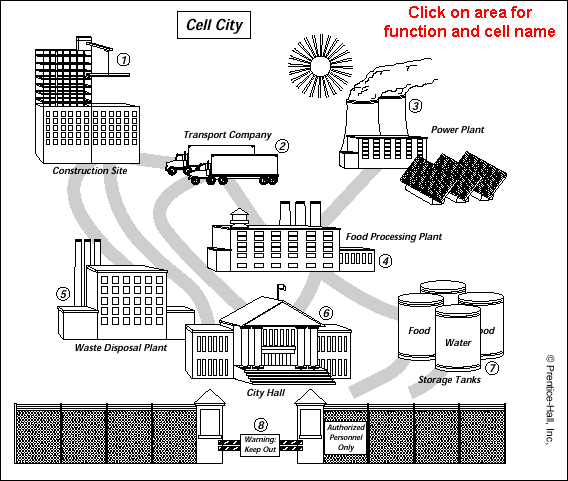 Cell City
Click on area for
function and cell name
1
Construction Site
Transport Company
2
3
Power Plant
Food Processing Plant
4
5
Waste Disposal Plant
6
City Hall
Food
Water
ood
7
Storage Tanks
8
Warning:
Keep Out
Authorized
Personnel
Only
© Prentice-Hall, Inc.